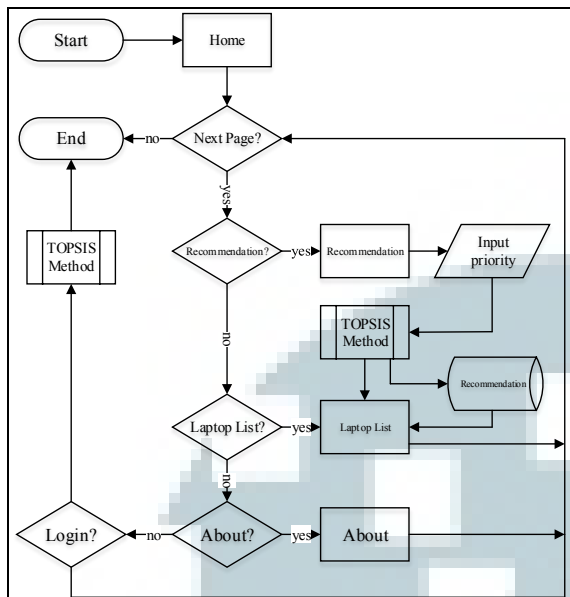 Start
Home
End
no
Next Page?
yes
TOPSIS
Method
Recommendation?
yes
Recommendation
Input
priority
no
TOPSIS
Method
Recommendation
Laptop List?
yes
Laptop List
no
Login?
no
About?
yes
About